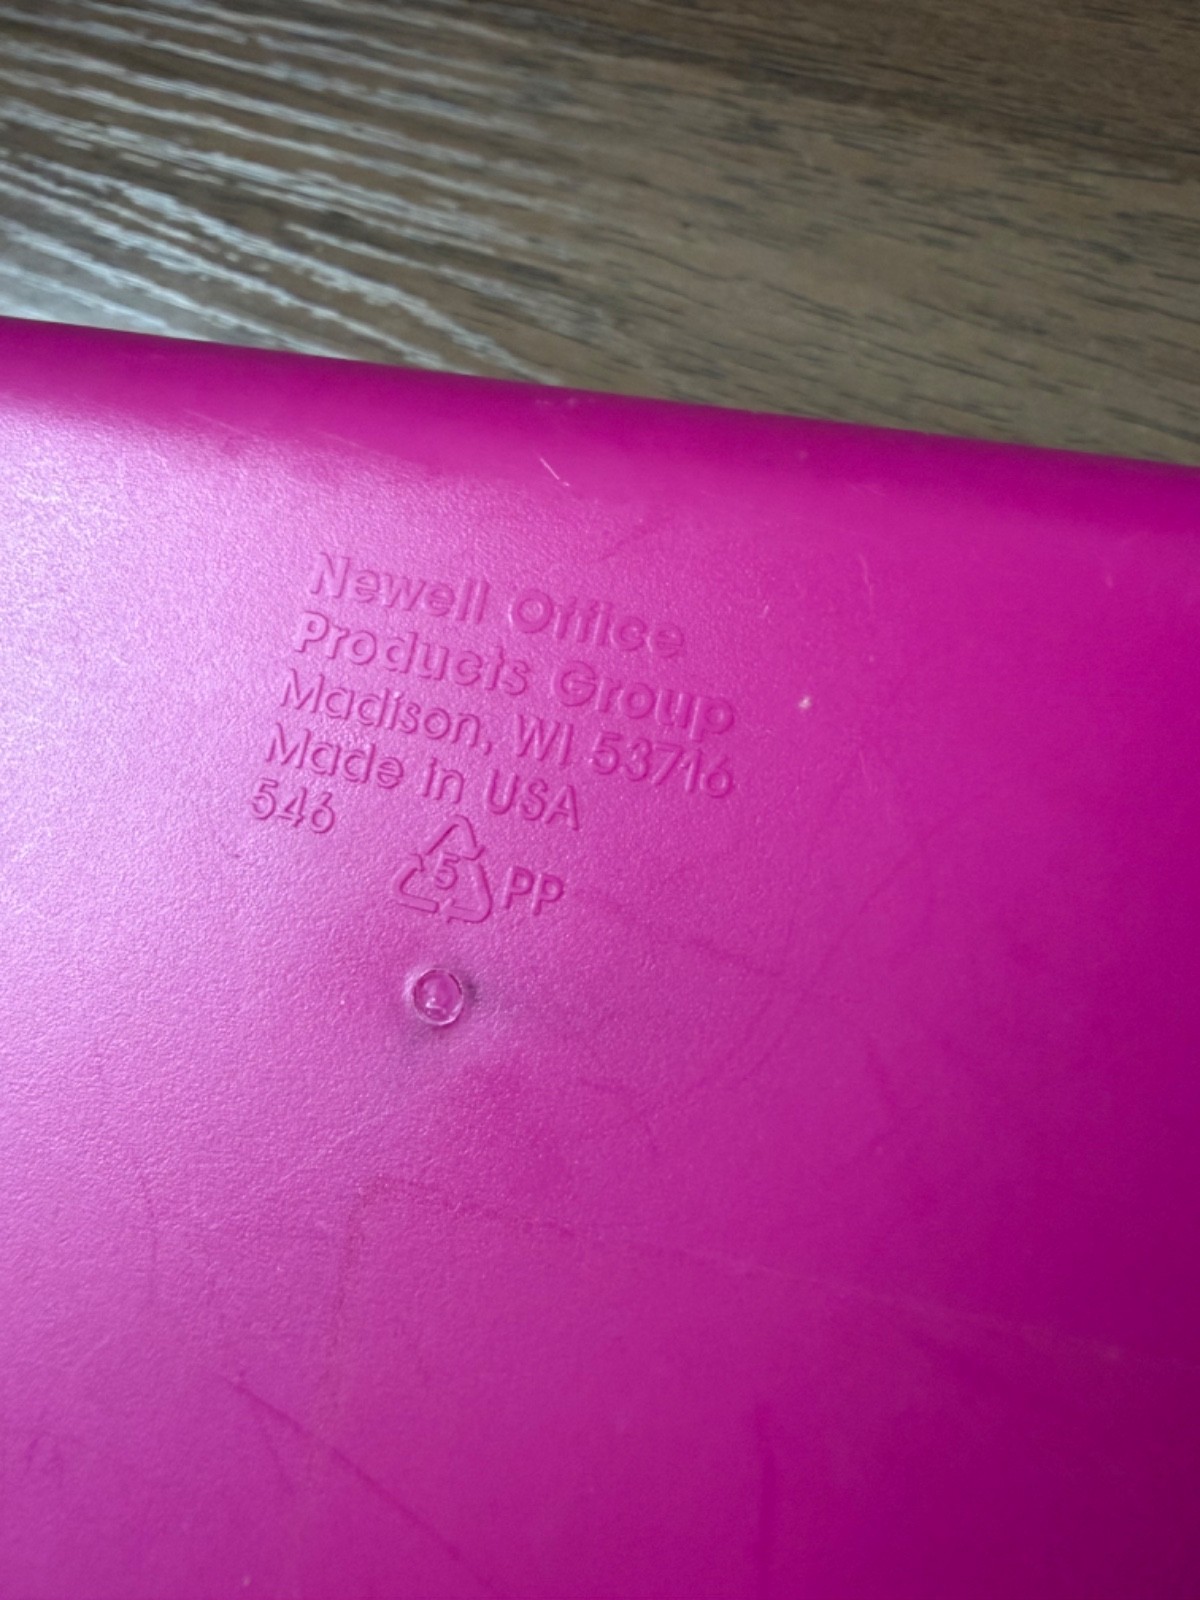 Newell Office
Products Group
Madison, WI 53716
Made in USA
546
5 PP